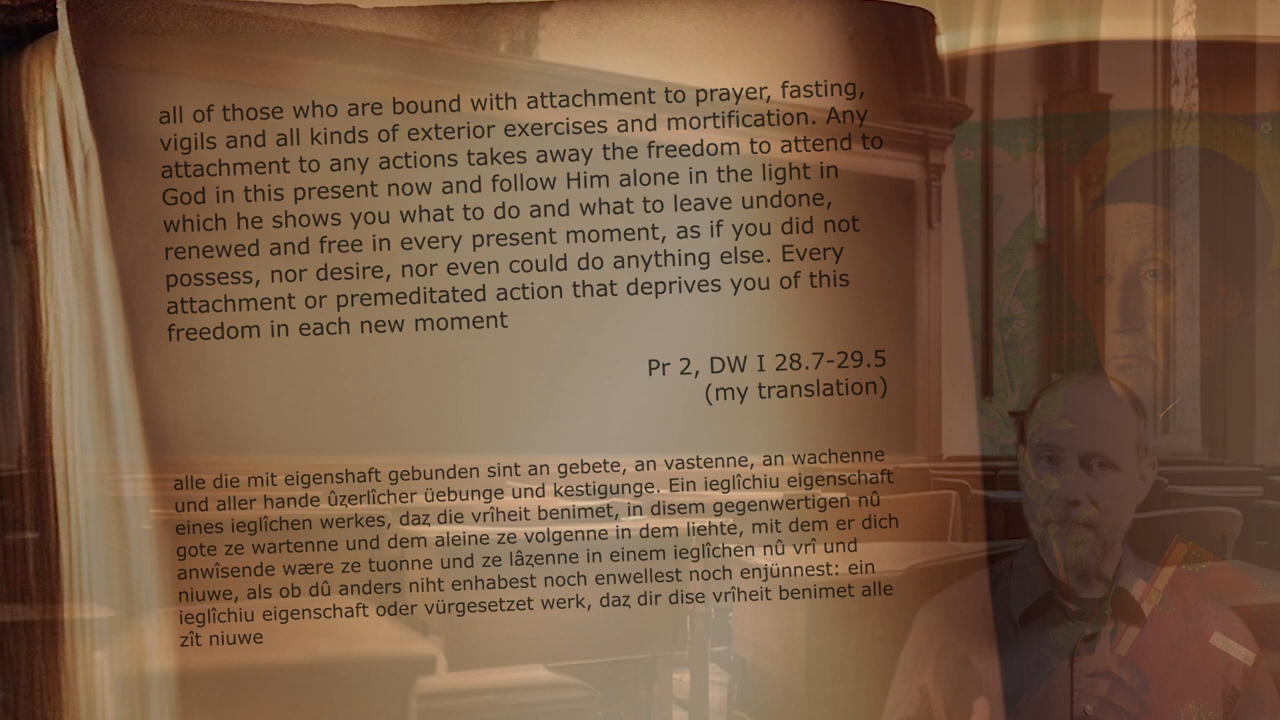 all of those who are bound with attachment to prayer, fasting,
vigils and all kinds of exterior exercises and mortification. Any
attachment to any actions takes away the freedom to attend to
God in this present now and follow Him alone in the light in
which he shows you what to do and what to leave undone,
renewed and free in every present moment, as if you did not
possess, nor desire, nor even could do anything else. Every
attachment or premeditated action that deprives you of this
freedom in each new moment
Pr 2, DW I 28.7-29.5
(my translation)
alle die mit eigenshaft gebunden sint an gebete, an vastenne, an wachenne
und aller hande ûzerlîcher üebunge und kestigunge. Ein ieglîchiu eigenschaft
eines ieglîchen werkes, daȥ die vrîheit benimet, in disem gegenwertigen nû
gote ze wartenne und dem aleine ze volgenne in dem liehte, mit dem er dich
anwîsende wære ze tuonne und ze lâȥenne in einem ieglîchen nû vrî und
niuwe, als ob dû anders niht enhabest noch enwellest noch enjünnest: ein
ieglîchiu eigenschaft oder vürgesetzet werk, daȥ dir dise vrîheit benimet alle
zît niuwe